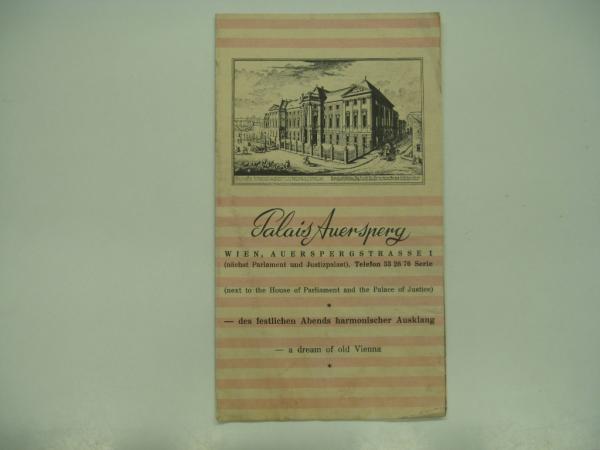 Palais Auersperg
WIEN, AUERSPERGSTRASSE 1
(nächst Parlament und Justizpalast), Telefon 33 26 76 Serie
(next to the House of Parliament and the Palace of Justice)
*
— des festlichen Abends harmonischer Ausklang
— a dream of old Vienna
*